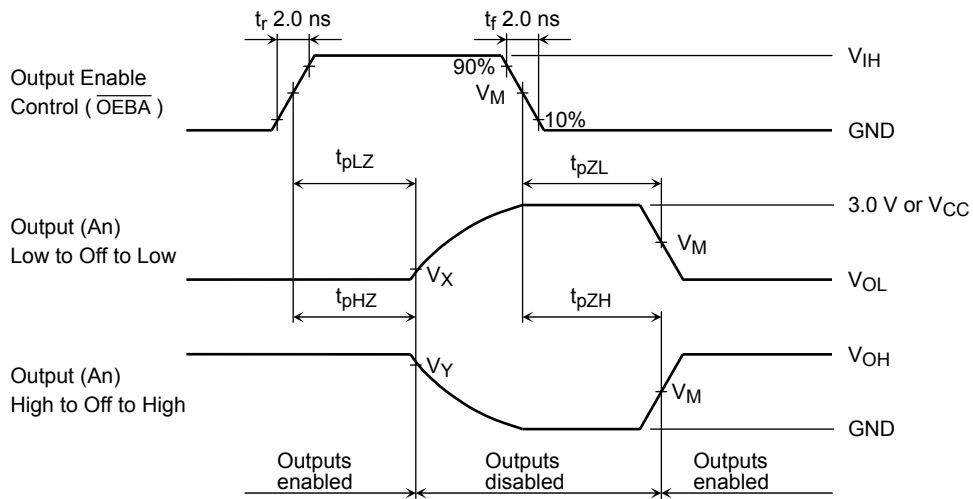 tr 2.0 ns
tf 2.0 ns
Output Enable
Control ( OEBA )
90%
VM
10%
VIH
GND
tpLZ
tpZL
Output (An)
Low to Off to Low
VX
VM
3.0 V or VCC
VOL
tpHZ
tpZH
Output (An)
High to Off to High
VY
VM
VOH
GND
Outputs
enabled
Outputs
disabled
Outputs
enabled